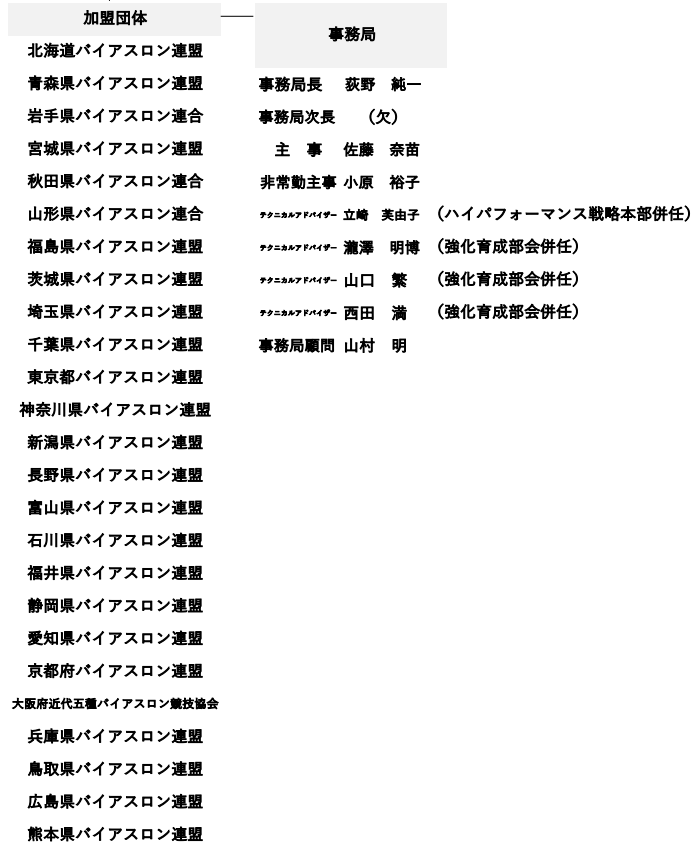 加盟団体
北海道バイアスロン連盟
青森県バイアスロン連盟
岩手県バイアスロン連合
宮城県バイアスロン連盟
秋田県バイアスロン連合
山形県バイアスロン連合
福島県バイアスロン連盟
茨城県バイアスロン連盟
埼玉県バイアスロン連盟
千葉県バイアスロン連盟
東京都バイアスロン連盟
神奈川県バイアスロン連盟
新潟県バイアスロン連盟
長野県バイアスロン連盟
富山県バイアスロン連盟
石川県バイアスロン連盟
福井県バイアスロン連盟
静岡県バイアスロン連盟
愛知県バイアスロン連盟
京都府バイアスロン連盟
大阪府近代五種バイアスロン競技協会
兵庫県バイアスロン連盟
鳥取県バイアスロン連盟
広島県バイアスロン連盟
熊本県バイアスロン連盟
事務局
事務局長 荻野 純一
事務局次長 (欠)
主 事 佐藤 奈苗
非常勤主事 小原 裕子
テクニカルアドバイザー 立崎 芙由子 (ハイパフォーマンス戦略本部併任)
テクニカルアドバイザー 瀧澤 明博 (強化育成部会併任)
テクニカルアドバイザー 山口 繁 (強化育成部会併任)
テクニカルアドバイザー 西田 満 (強化育成部会併任)
事務局顧問 山村 明